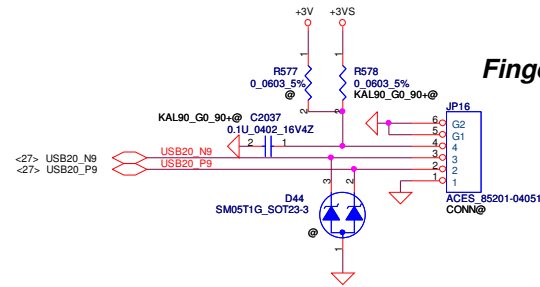 +3V
+3VS
R577
0_0603_5%
@
R578
0_0603_5%
KAL90_G0_90+@
Finge
1
1
2
2
KAL90_G0_90+@
C2037
0.1U_0402_16V4Z
2
1
JP16
6
G2
5
G1
4
4
3
3
2
2
1
1
ACES_85201-04051
CONN@
<27> USB20_N9
USB20_N9
<27> USB20_P9
USB20_P9
3
2
D44
SM05T1G_SOT23-3
@
1